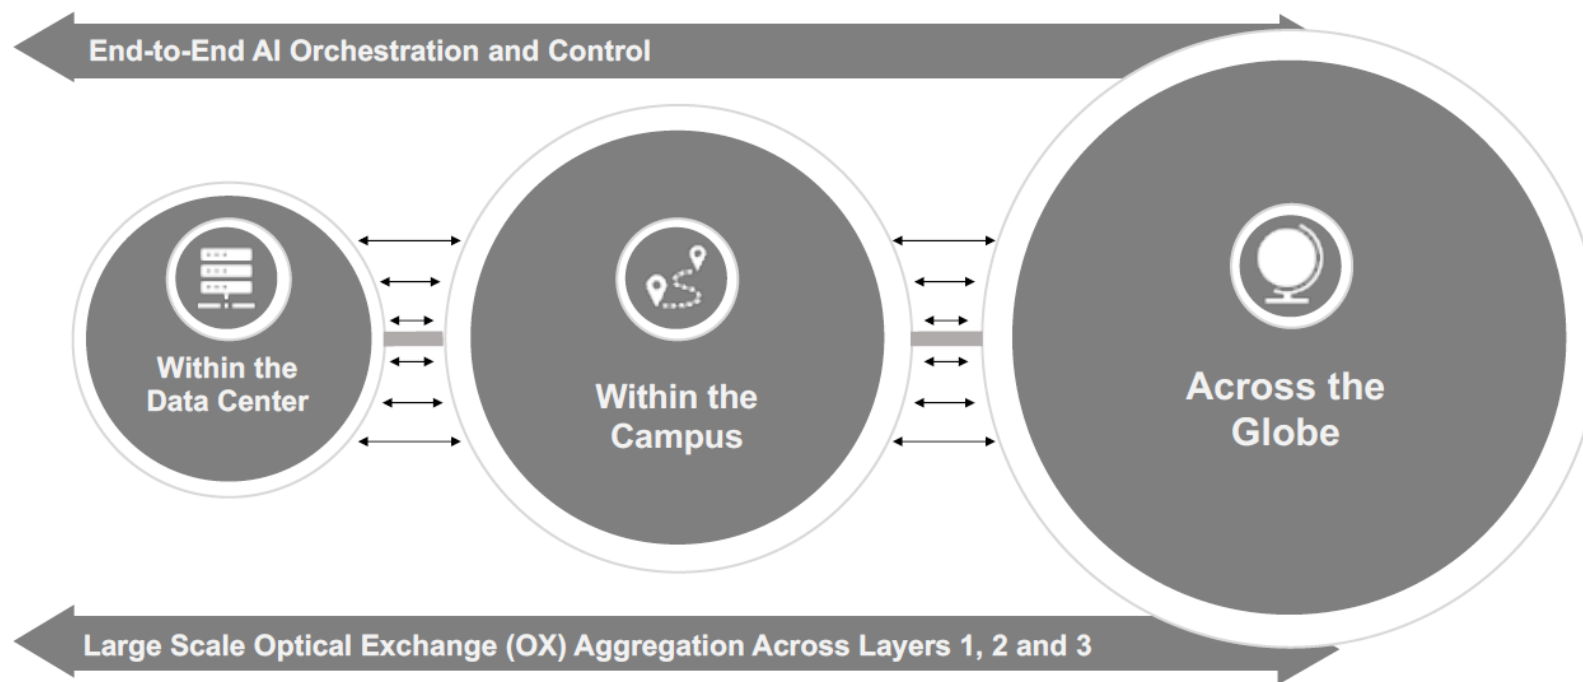 End-to-End AI Orchestration and Control
Within the
Data Center
Within the
Campus
Across the
Globe
Large Scale Optical Exchange (OX) Aggregation Across Layers 1, 2 and 3